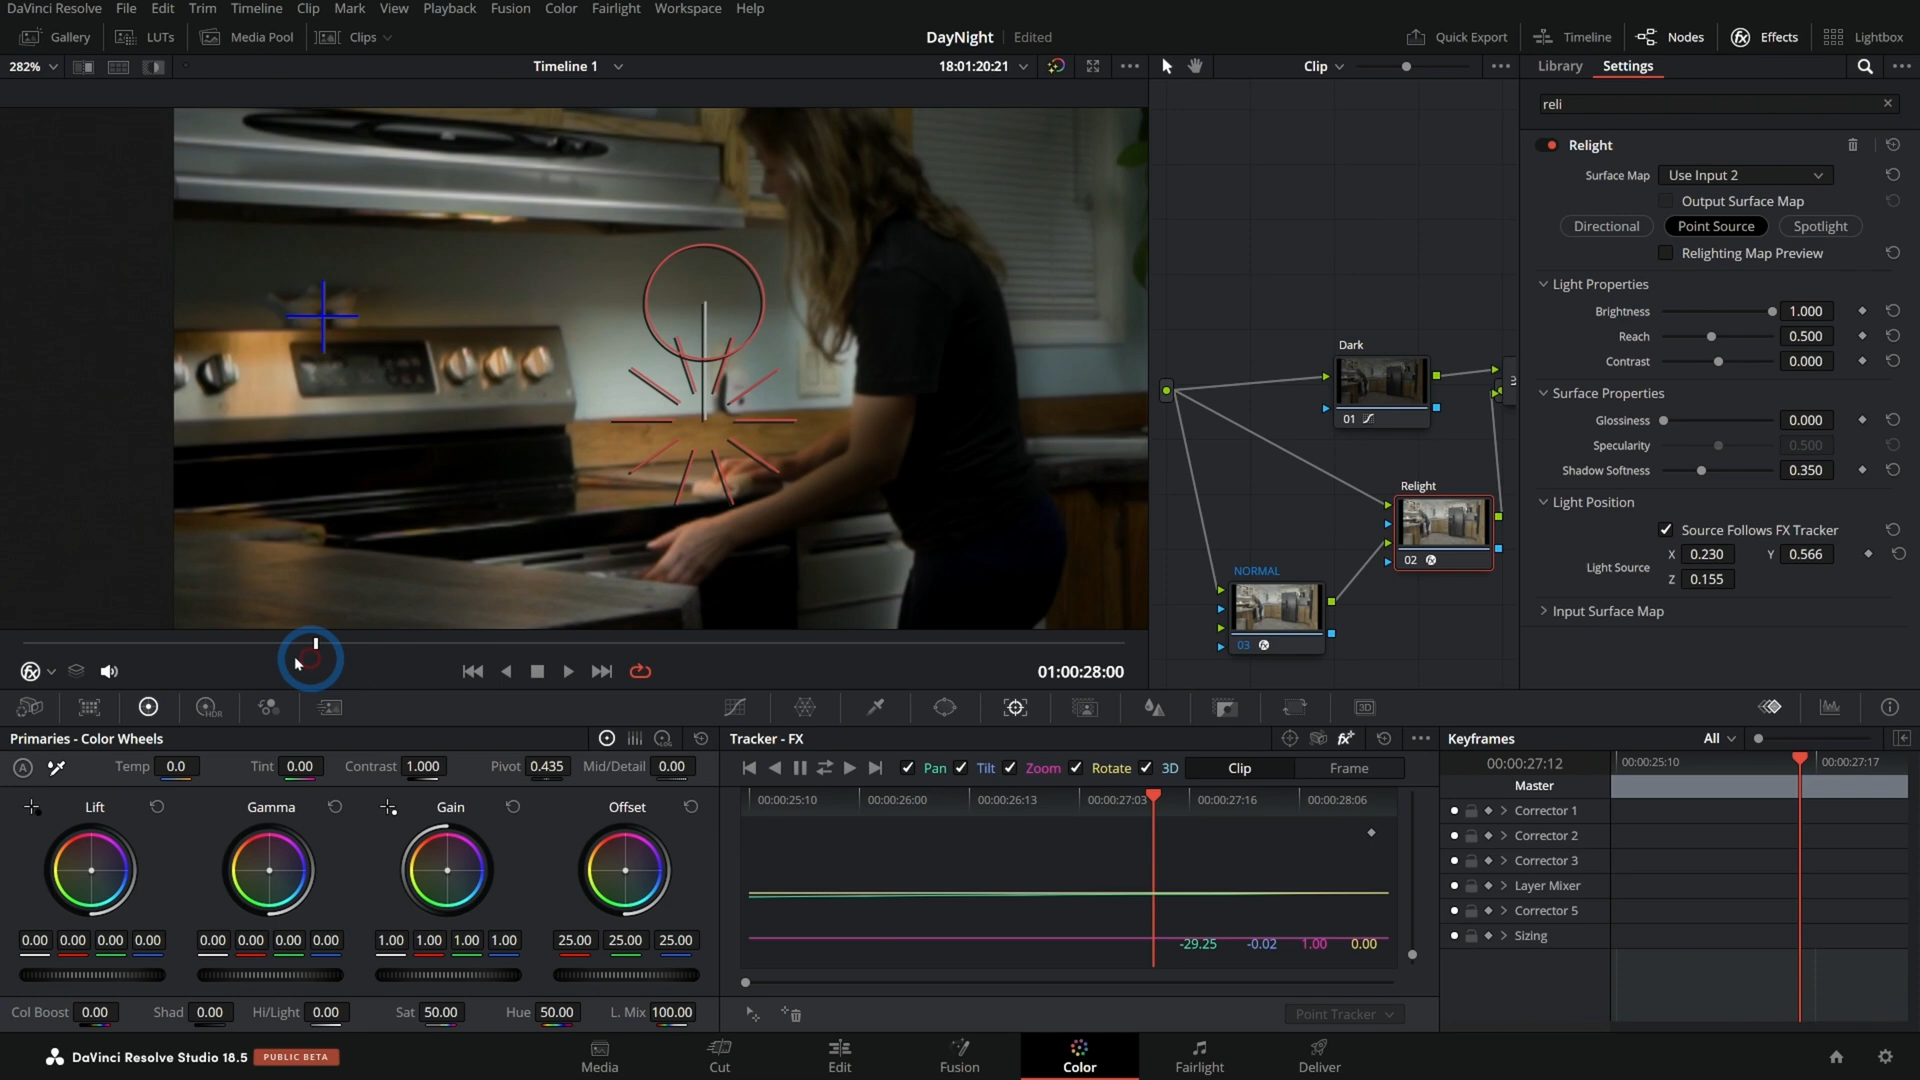 DaVinci Resolve File Edit Trim Timeline Clip Mark View Playback Fusion Color Fairlight Workspace Help
Gallery LUTs Media Pool Clips DayNight Edited Quick Export Timeline Nodes Effects Lightbox
282% Timeline 1 18:01:20:21 Clip Library Settings
reli
Relight
Surface Map Use Input 2
Output Surface Map
Directional Point Source Spotlight
Relighting Map Preview
Light Properties
Brightness 1.000
Reach 0.500
Contrast 0.000
Surface Properties
Glossiness 0.000
Specularity 0.500
Shadow Softness 0.350
Light Position
Source Follows FX Tracker
Light Source X 0.230 Y 0.566
Z 0.155
Input Surface Map
Dark
01
Relight
02
NORMAL
03
01:00:28:00
HDR
3D
Primaries - Color Wheels
LOG
A Temp 0.0 Tint 0.00 Contrast 1.000 Pivot 0.435 Mid/Detail 0.00
Lift Gamma Gain Offset
0.00 0.00 0.00 0.00 0.00 0.00 0.00 0.00 1.00 1.00 1.00 1.00 25.00 25.00 25.00
Col Boost 0.00 Shad 0.00 Hi/Light 0.00 Sat 50.00 Hue 50.00 L. Mix 100.00
Tracker - FX
Pan Tilt Zoom Rotate 3D Clip Frame
00:00:25:10 00:00:26:00 00:00:26:13 00:00:27:03 00:00:27:16 00:00:28:06
-29.25 -0.02 1.00 0.00
Point Tracker
Keyframes All
00:00:27:12 00:00:25:10 00:00:27:17
Master
Corrector 1
Corrector 2
Corrector 3
Layer Mixer
Corrector 5
Sizing
DaVinci Resolve Studio 18.5 PUBLIC BETA
Media Cut Edit Fusion Color Fairlight Deliver